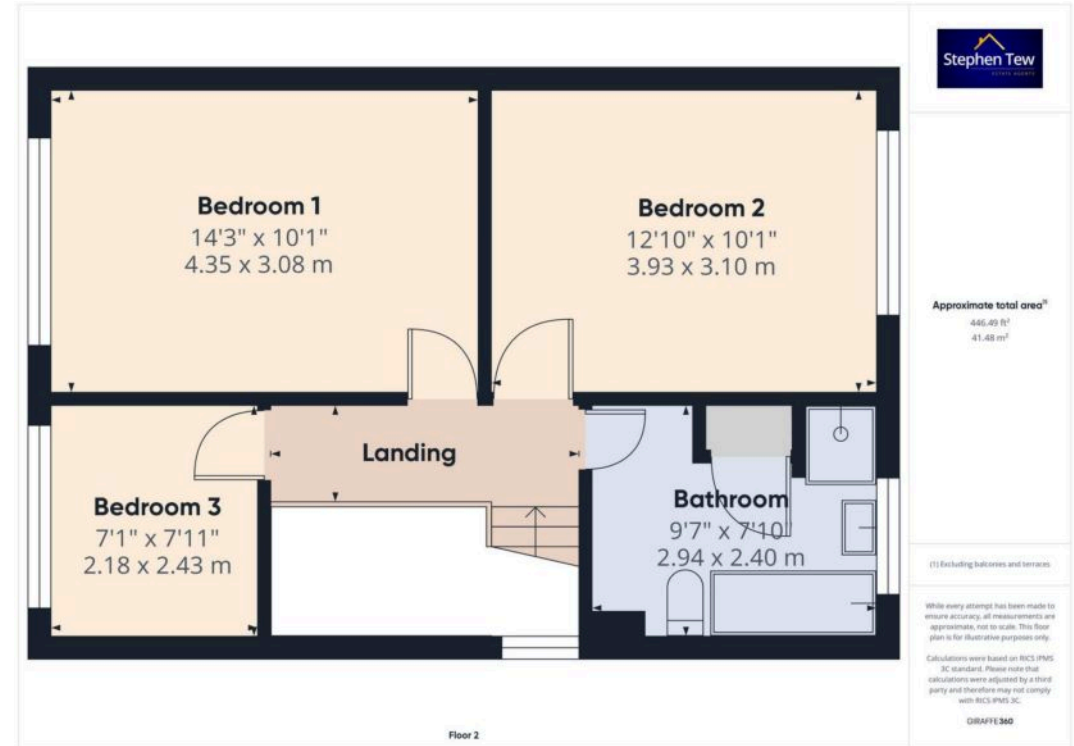 Bedroom 1
14'3" x 10'1"
4.35 x 3.08 m
Bedroom 2
12'10" x 10'1"
3.93 x 3.10 m
Landing
Bedroom 3
7'1" x 7'11"
2.18 x 2.43 m
Bathroom
9'7" x 7'10"
2.94 x 2.40 m
Floor 2
Stephen Tew
ESTATE AGENTS
Approximate total area⁽¹⁾
446.49 ft²
41.48 m²
(1) Excluding balconies and terraces
While every attempt has been made to
ensure accuracy, all measurements are
approximate, not to scale. This floor
plan is for illustrative purposes only.
Calculations were based on RICS IPMS
3C standard. Please note that
calculations were adjusted by a third
party and therefore may not comply
with RICS IPMS 3C.
GIRAFFE360